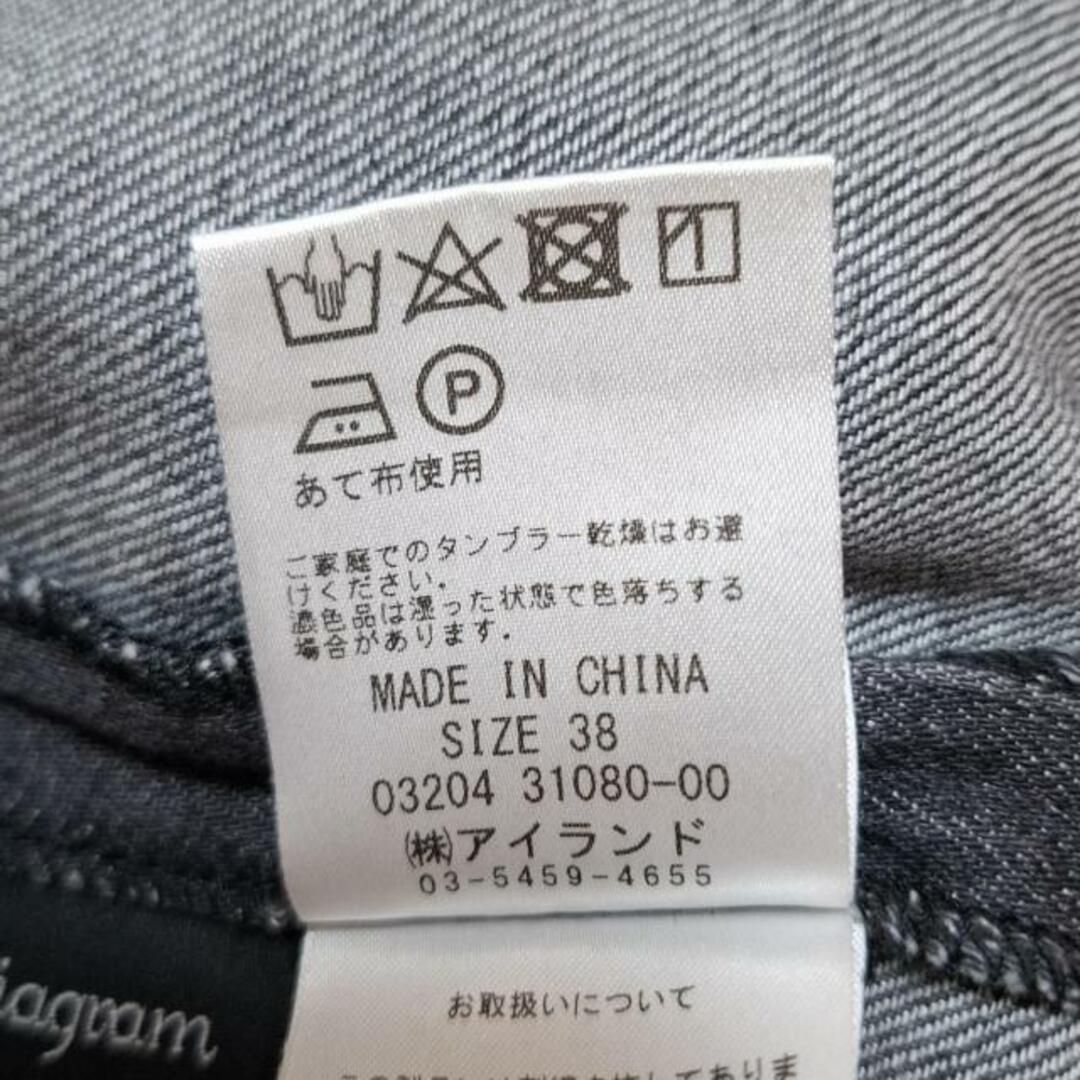 P
あて布使用
ご家庭でのタンブラー乾燥はお避
けください.
濃色品は湿った状態で色落ちする
場合があります.
MADE IN CHINA
SIZE 38
03204 31080-00
㈱アイランド
03-5459-4655
お取扱いについて
iagram